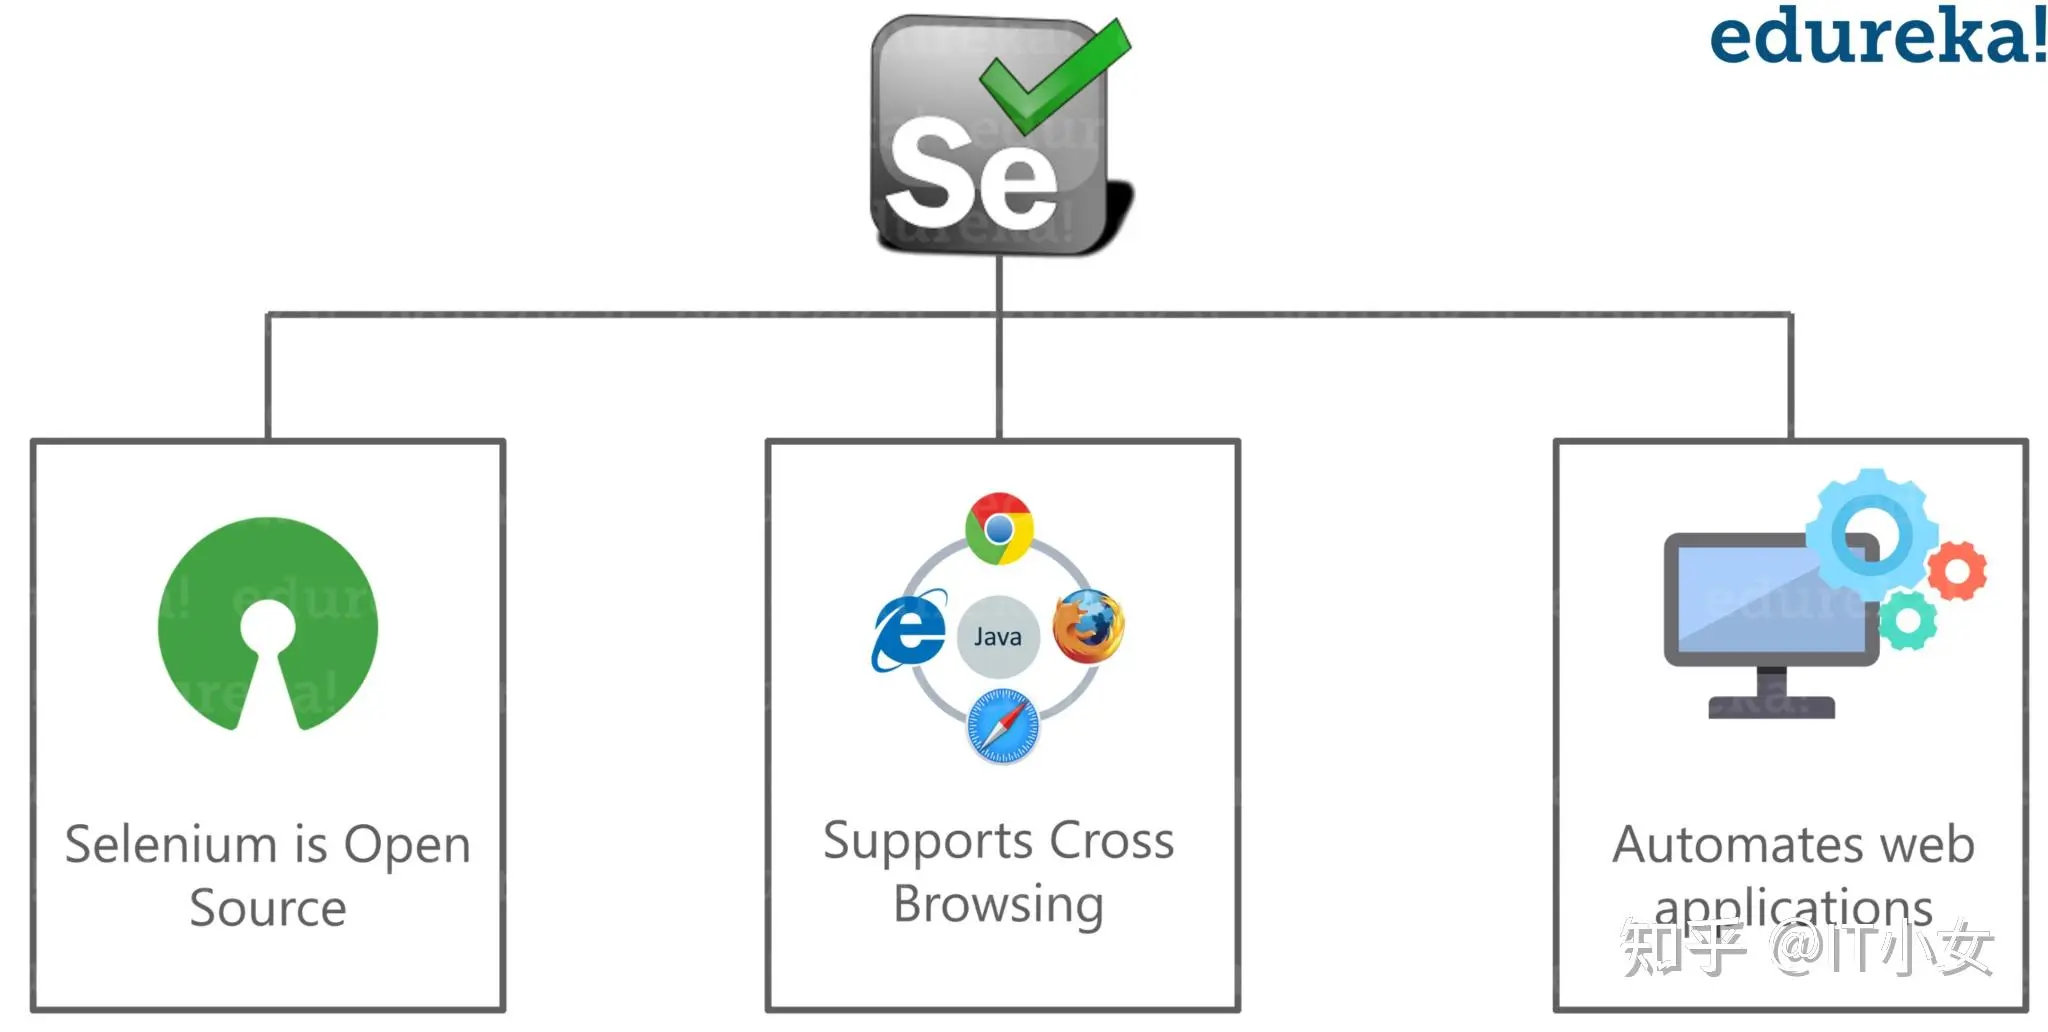 edureka!
Se
Java
Selenium is Open
Source
Supports Cross
Browsing
Automates web
applications
知乎 @IT小女